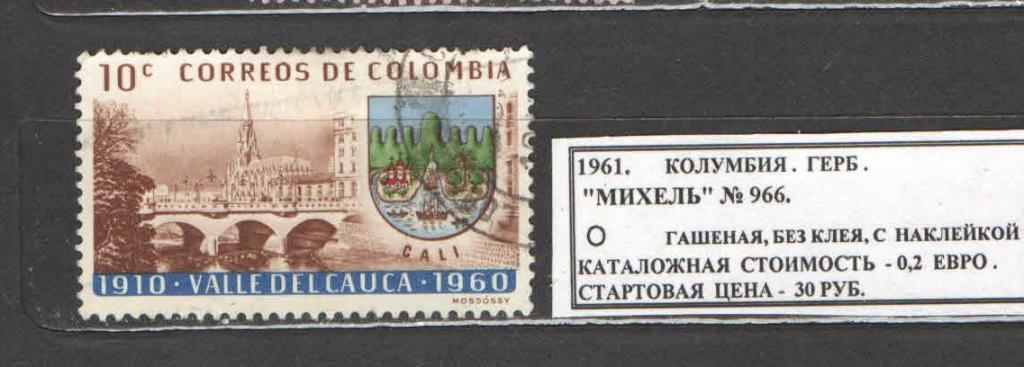 10c CORREOS DE COLOMBIA
CALI
1910 · VALLE DEL CAUCA · 1960
MOSDÓSSY
1961. КОЛУМБИЯ. ГЕРБ.
"МИХЕЛЬ" № 966.
О ГАШЕНАЯ, БЕЗ КЛЕЯ, С НАКЛЕЙКОЙ
КАТАЛОЖНАЯ СТОИМОСТЬ - 0,2 ЕВРО.
СТАРТОВАЯ ЦЕНА - 30 РУБ.